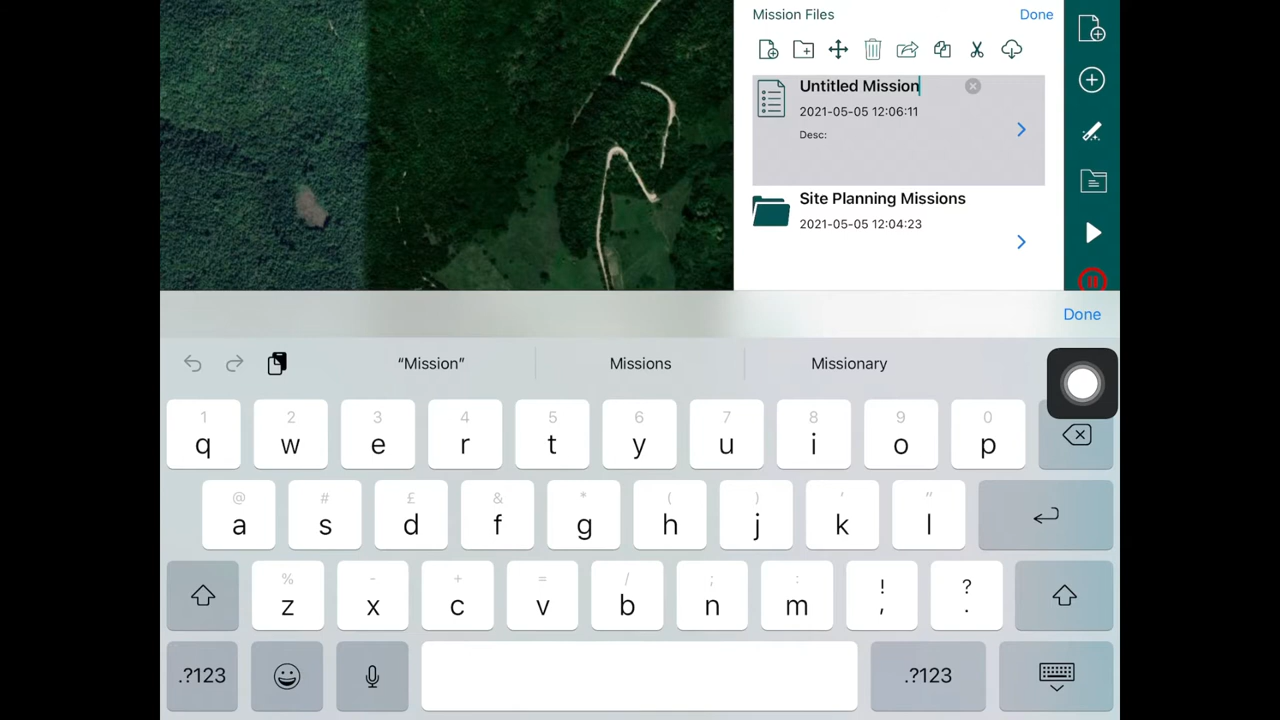 Mission Files Done
Untitled Mission
2021-05-05 12:06:11
Desc:
Site Planning Missions
2021-05-05 12:04:23
Done
“Mission” Missions Missionary
1 2 3 4 5 6 7 8 9 0
q w e r t y u i o p
@ # £ & * ( ) ' "
a s d f g h j k l
% - + = / ; : ! ?
z x c v b n m , .
.?123 .?123